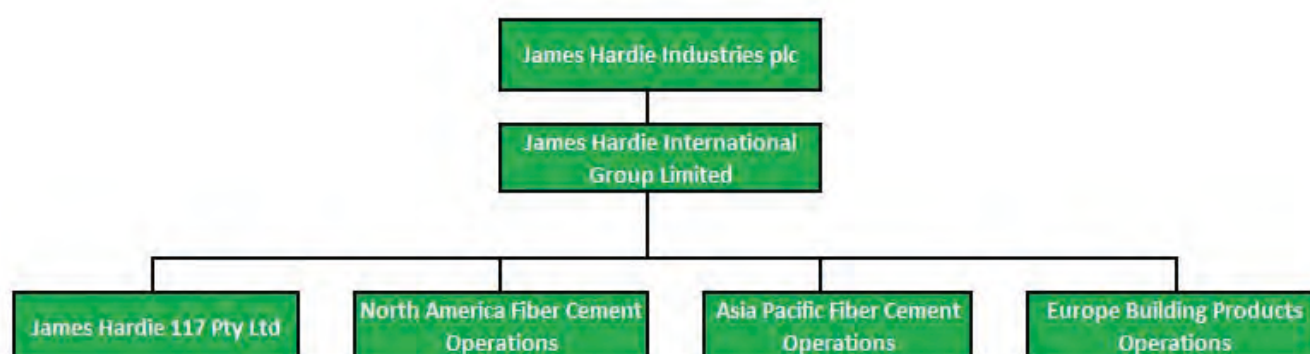 James Hardie Industries plc
James Hardie International
Group Limited
James Hardie 117 Pty Ltd
North America Fiber Cement
Operations
Asia Pacific Fiber Cement
Operations
Europe Building Products
Operations